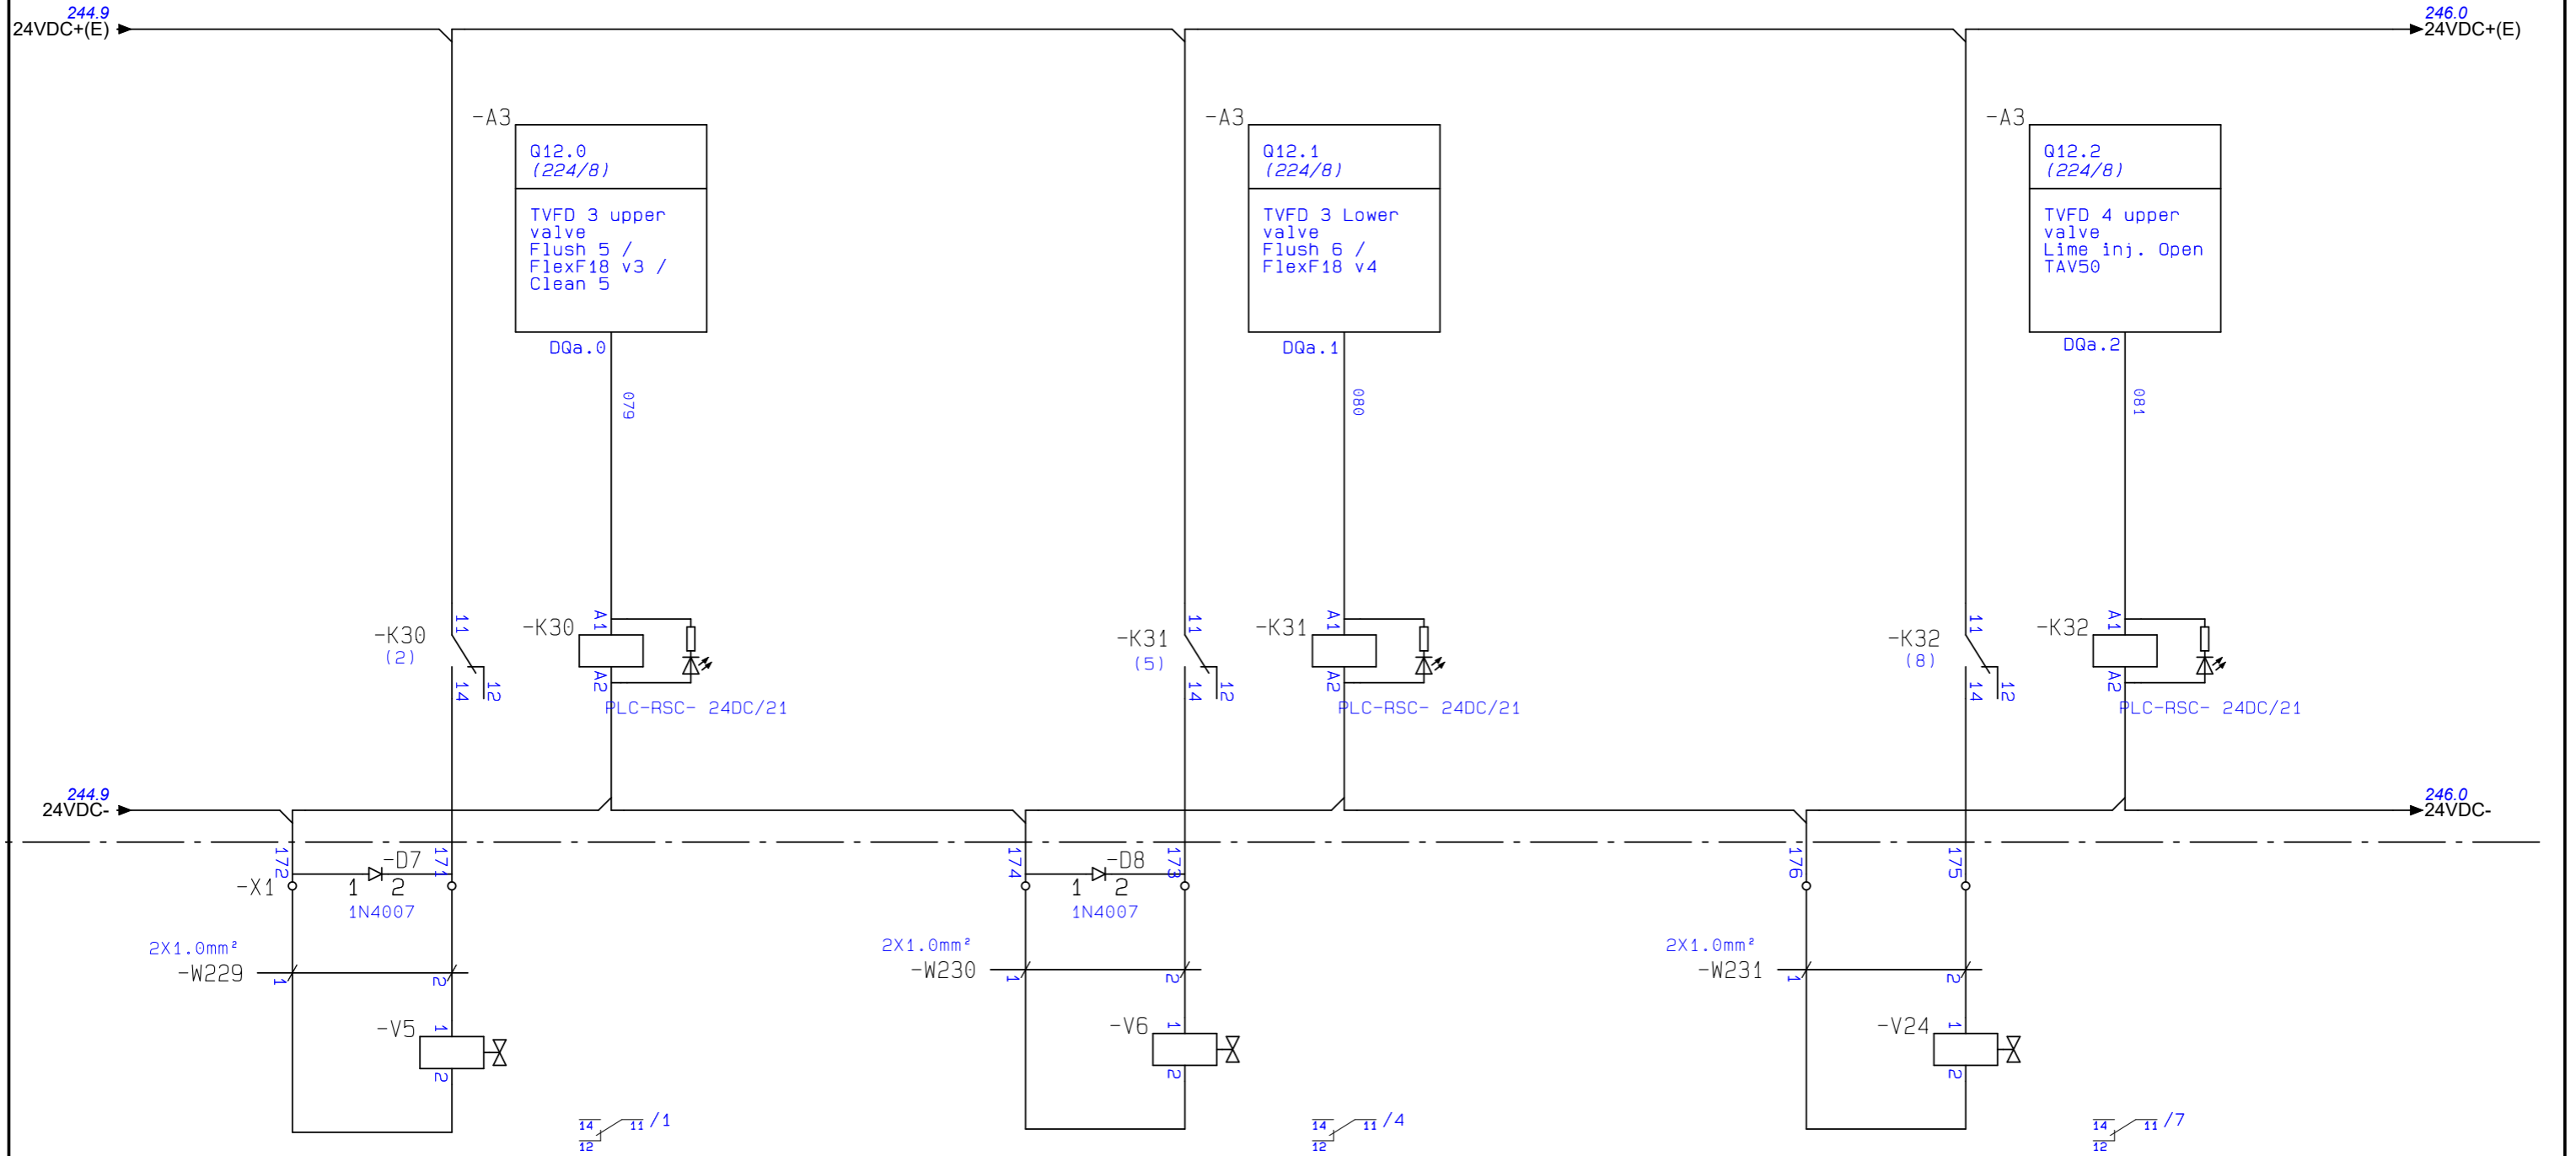 244.9
24VDC+(E)
246.0
24VDC+(E)
-A3
Q12.0
(224/8)
TVFD 3 upper
valve
Flush 5 /
FlexF18 v3 /
Clean 5
DQa.0
079
-A3
Q12.1
(224/8)
TVFD 3 Lower
valve
Flush 6 /
FlexF18 v4
DQa.1
080
-A3
Q12.2
(224/8)
TVFD 4 upper
valve
Lime inj. Open
TAV50
DQa.2
081
-K30
(2)
11
14
12
-K30
A1
A2
PLC-RSC- 24DC/21
-K31
(5)
11
14
12
-K31
A1
A2
PLC-RSC- 24DC/21
-K32
(8)
11
14
12
-K32
A1
A2
PLC-RSC- 24DC/21
244.9
24VDC-
246.0
24VDC-
172
-D7
171
-X1
1
2
1N4007
174
-D8
173
1
2
1N4007
176
175
2X1.0mm²
-W229
1
2
2X1.0mm²
-W230
1
2
2X1.0mm²
-W231
1
2
-V5
1
2
-V6
1
2
-V24
1
2
14
11
/1
12
14
11
/4
12
14
11
/7
12